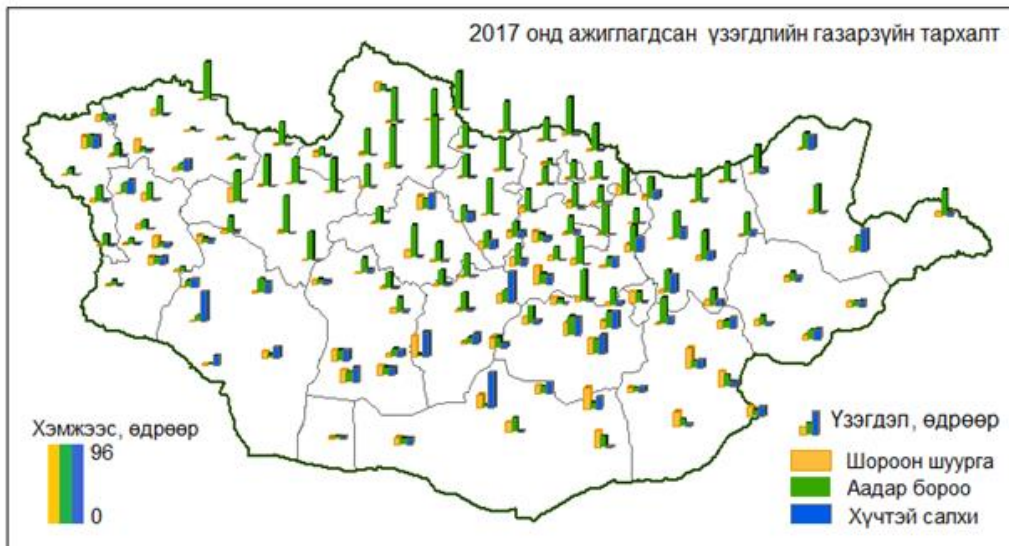 2017 онд ажиглагдсан үзэгдлийн газарзүйн тархалт
Хэмжээс, өдрөөр
96
0
Үзэгдэл, өдрөөр
Шороон шуурга
Аадар бороо
Хүчтэй салхи